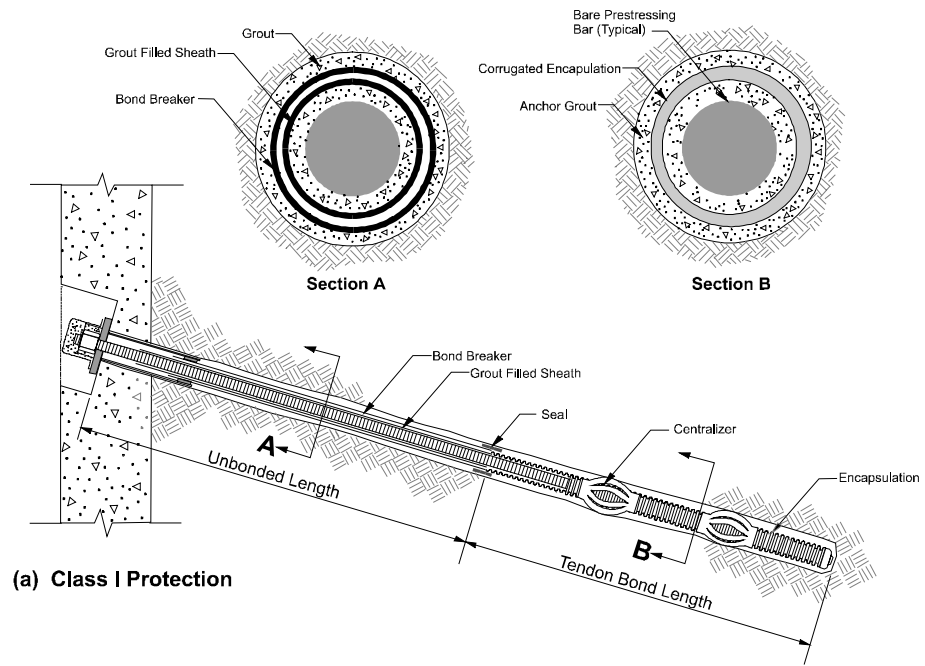 Grout
Grout Filled Sheath
Bond Breaker
Section A
Bare Prestressing
Bar (Typical)
Corrugated Encapulation
Anchor Grout
Section B
Bond Breaker
Grout Filled Sheath
Seal
Centralizer
Encapsulation
A
Unbonded Length
B
Tendon Bond Length
(a) Class I Protection